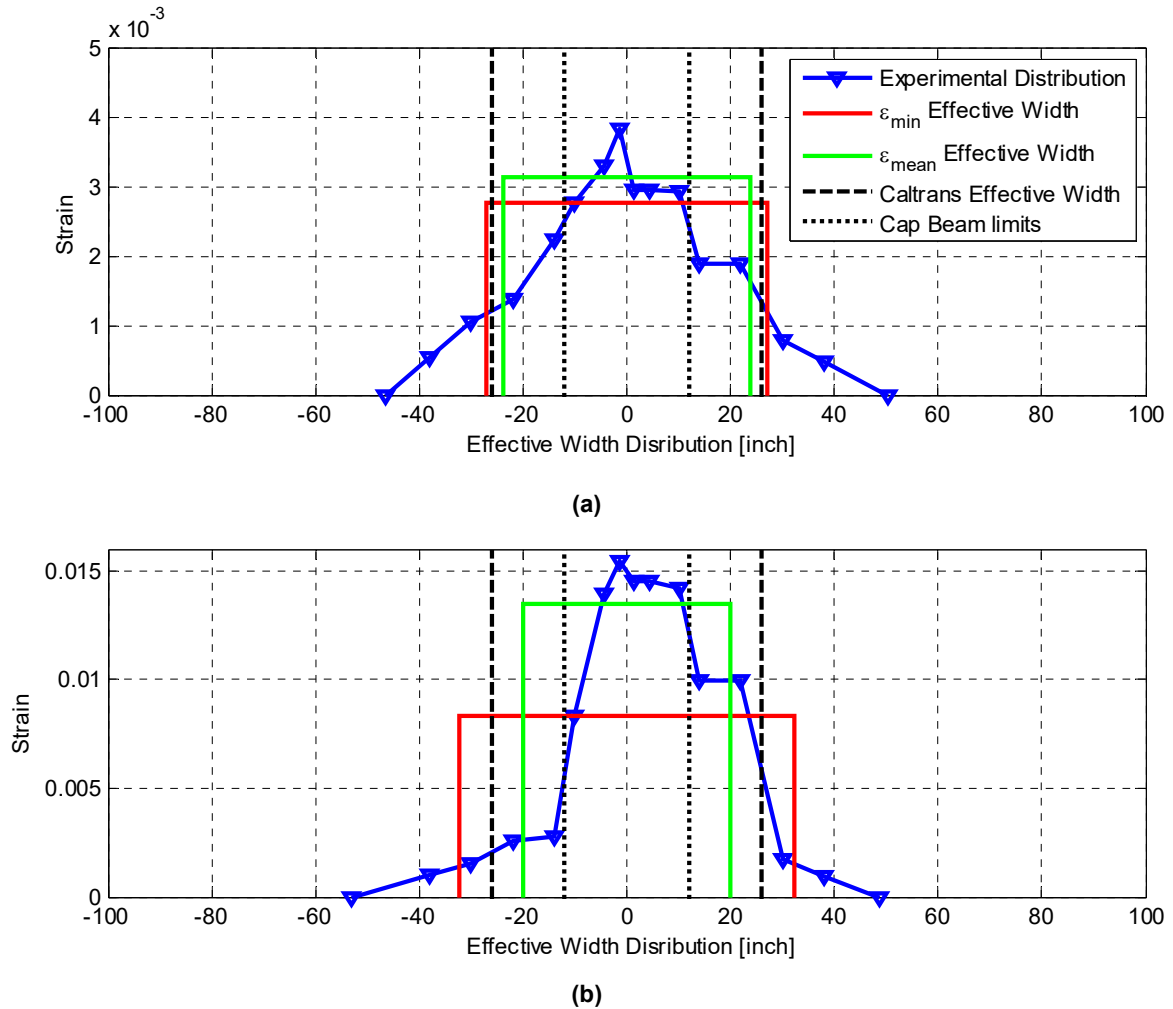 x 10-3
5
4
3
2
1
0
Strain
Experimental Distribution
εmin Effective Width
εmean Effective Width
Caltrans Effective Width
Cap Beam limits
-100 -80 -60 -40 -20 0 20 40 60 80 100
Effective Width Disribution [inch]
(a)
0.015
0.01
0.005
0
Strain
-100 -80 -60 -40 -20 0 20 40 60 80 100
Effective Width Disribution [inch]
(b)